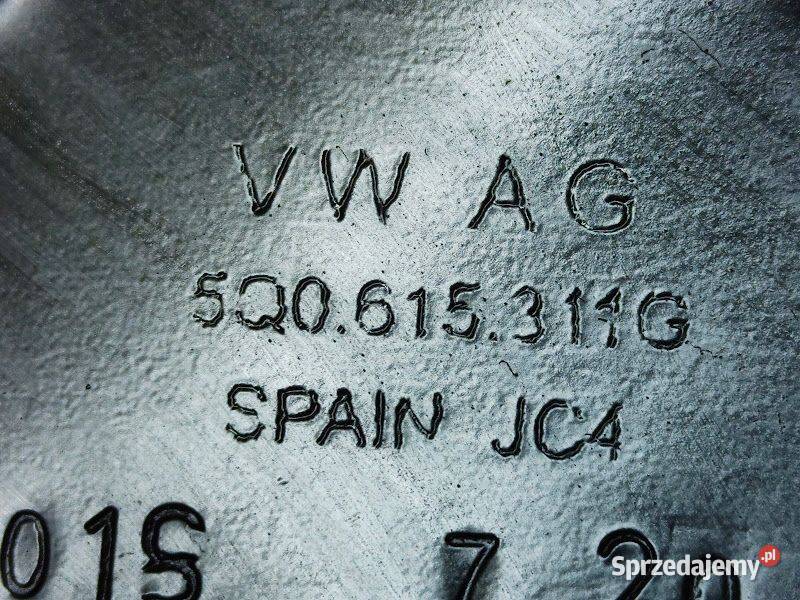 VW AG
5Q0.615.311G
SPAIN JC4
Sprzedajemy.pl